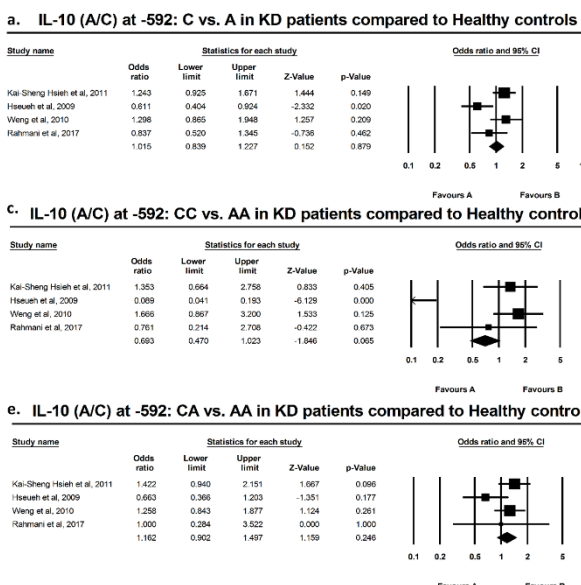 a. IL-10 (A/C) at -592: C vs. A in KD patients compared to Healthy controls
Study name Statistics for each study Odds ratio and 95% CI
Odds ratio Lower limit Upper limit Z-Value p-Value
Kai-Sheng Hsieh et al, 2011 1.243 0.925 1.671 1.444 0.149
Hseueh et al, 2009 0.611 0.404 0.924 -2.332 0.020
Weng et al, 2010 1.298 0.865 1.948 1.257 0.209
Rahmani et al, 2017 0.837 0.520 1.345 -0.736 0.462
1.015 0.839 1.227 0.152 0.879
0.1 0.2 0.5 1 2 5 1
Favours A Favours B
c. IL-10 (A/C) at -592: CC vs. AA in KD patients compared to Healthy control
Study name Statistics for each study Odds ratio and 95% CI
Odds ratio Lower limit Upper limit Z-Value p-Value
Kai-Sheng Hsieh et al, 2011 1.353 0.664 2.758 0.833 0.405
Hseueh et al, 2009 0.089 0.041 0.193 -6.129 0.000
Weng et al, 2010 1.666 0.867 3.200 1.533 0.125
Rahmani et al, 2017 0.761 0.214 2.708 -0.422 0.673
0.693 0.470 1.023 -1.846 0.065
0.1 0.2 0.5 1 2 5
Favours A Favours B
e. IL-10 (A/C) at -592: CA vs. AA in KD patients compared to Healthy contro
Study name Statistics for each study Odds ratio and 95% CI
Odds ratio Lower limit Upper limit Z-Value p-Value
Kai-Sheng Hsieh et al, 2011 1.422 0.940 2.151 1.667 0.096
Hseueh et al, 2009 0.663 0.366 1.203 -1.351 0.177
Weng et al, 2010 1.258 0.843 1.877 1.124 0.261
Rahmani et al, 2017 1.000 0.284 3.522 0.000 1.000
1.162 0.902 1.497 1.159 0.246
0.1 0.2 0.5 1 2 5
Favours A Favours B